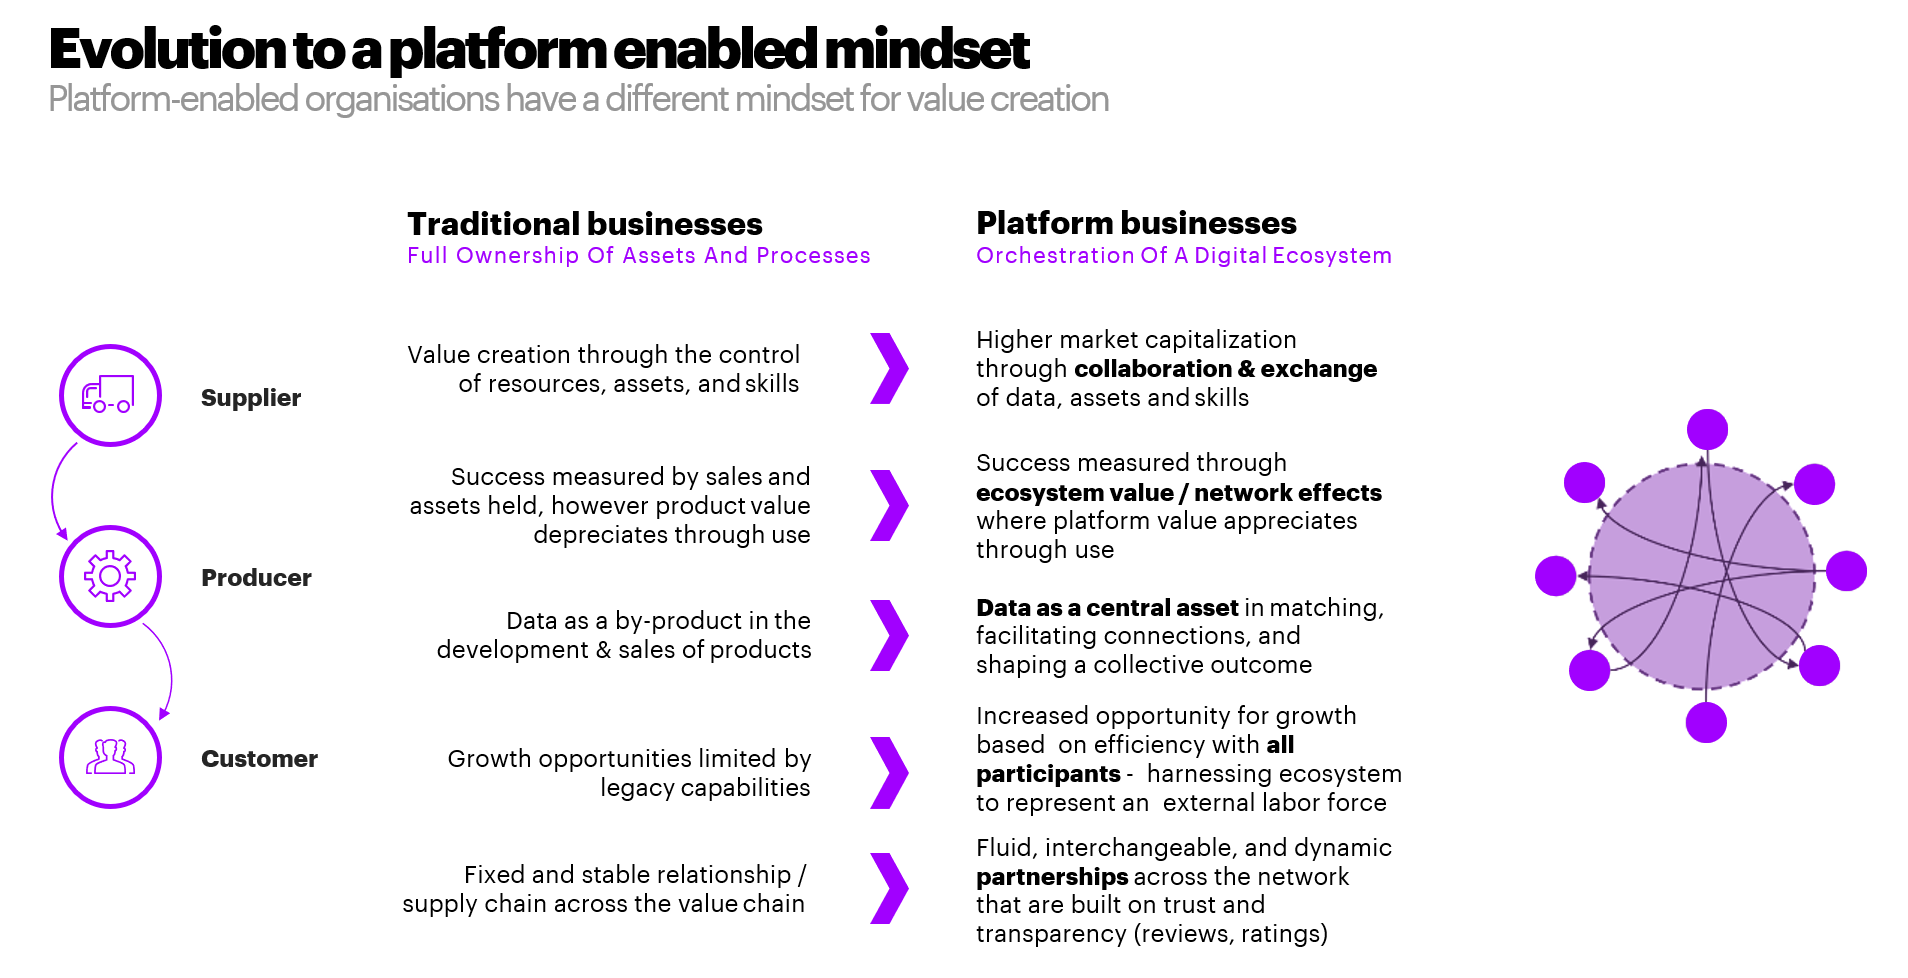 Evolution to a platform enabled mindset
Platform-enabled organisations have a different mindset for value creation
Traditional businesses
Full Ownership Of Assets And Processes
Platform businesses
Orchestration Of A Digital Ecosystem
Supplier
Producer
Customer
Value creation through the control
of resources, assets, and skills
Higher market capitalization
through collaboration & exchange
of data, assets and skills
Success measured by sales and
assets held, however product value
depreciates through use
Success measured through
ecosystem value / network effects
where platform value appreciates
through use
Data as a by-product in the
development & sales of products
Data as a central asset in matching,
facilitating connections, and
shaping a collective outcome
Growth opportunities limited by
legacy capabilities
Increased opportunity for growth
based  on efficiency with all
participants -  harnessing ecosystem
to represent an  external labor force
Fixed and stable relationship /
supply chain across the value chain
Fluid, interchangeable, and dynamic
partnerships across the network
that are built on trust and
transparency (reviews, ratings)